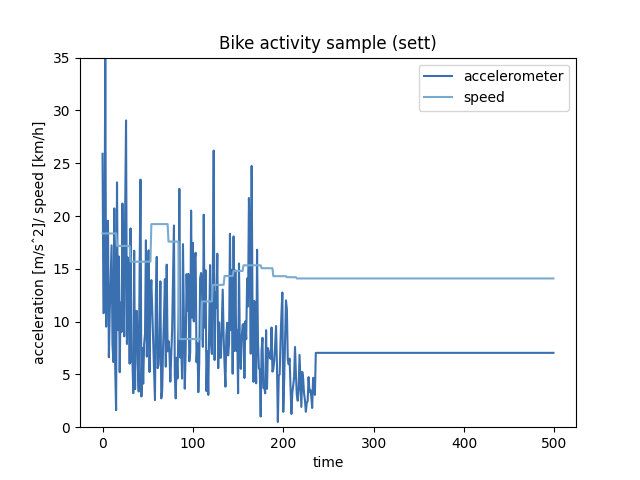 Bike activity sample (sett)
accelerometer
speed
35
30
25
20
15
10
5
0
acceleration [m/s^2]/ speed [km/h]
0
100
200
300
400
500
time